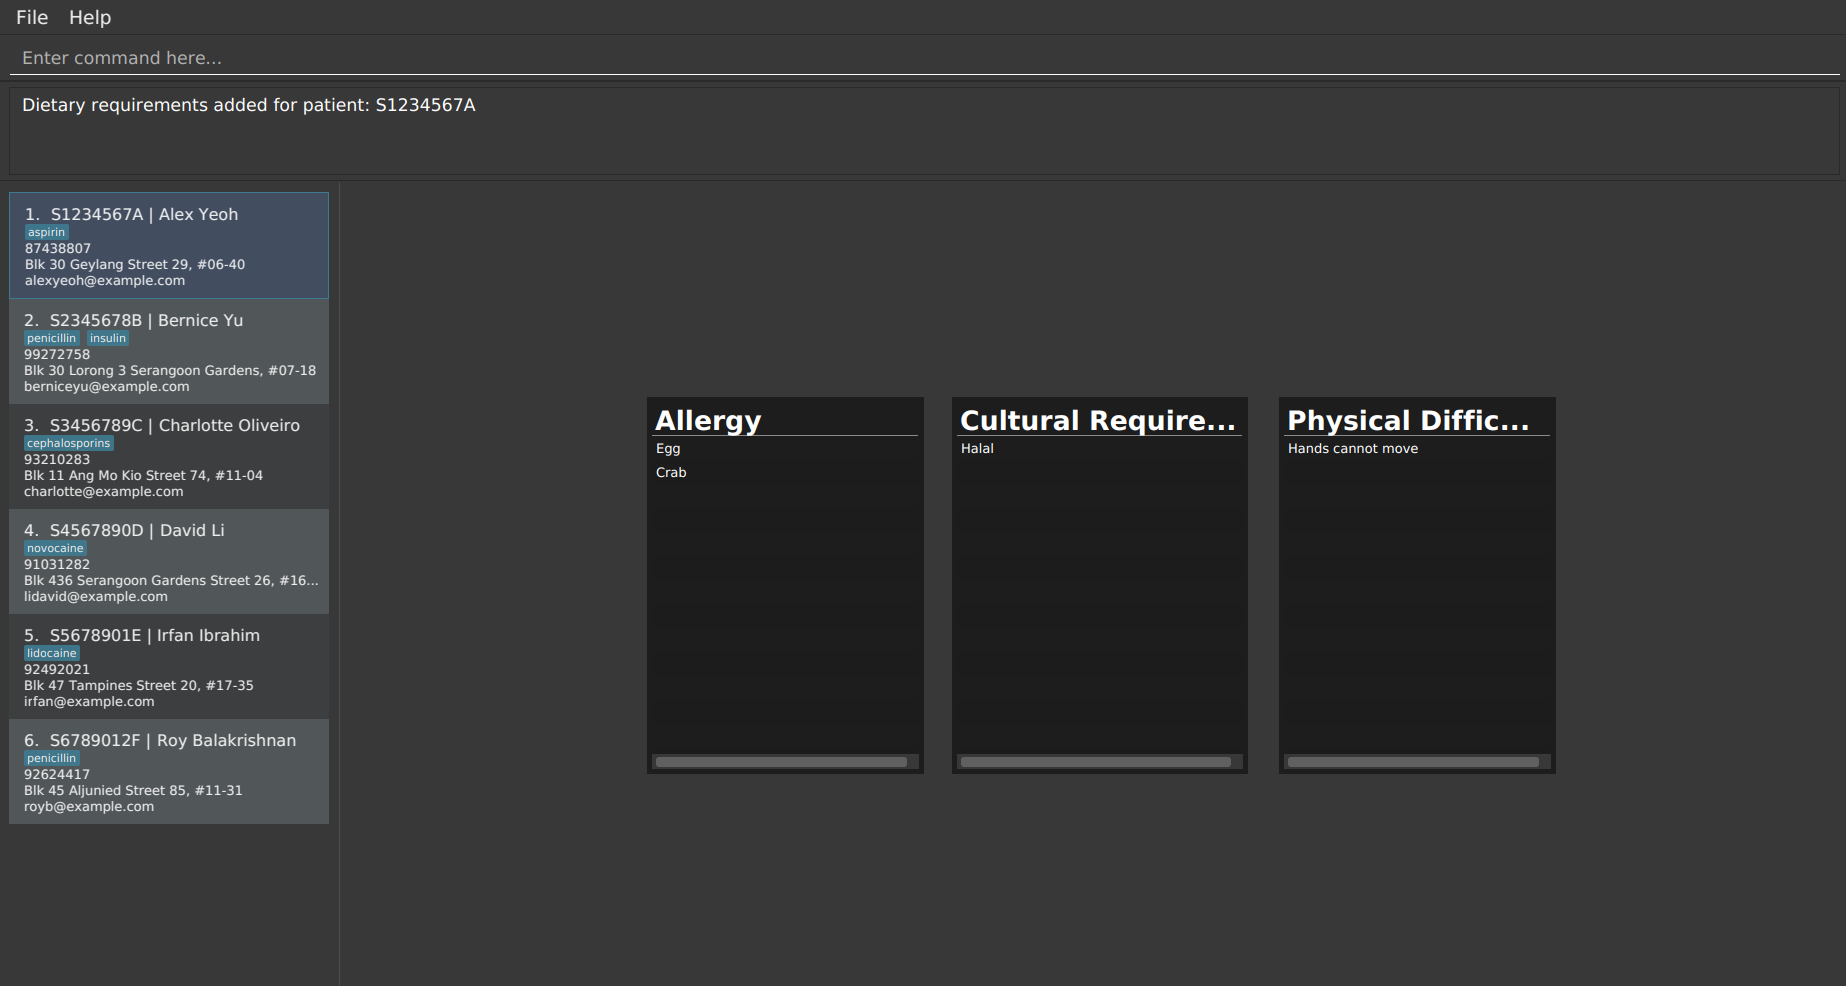 File Help
Enter command here...
Dietary requirements added for patient: S1234567A
1. S1234567A | Alex Yeoh
aspirin
87438807
Blk 30 Geylang Street 29, #06-40
alexyeoh@example.com
2. S2345678B | Bernice Yu
penicillin insulin
99272758
Blk 30 Lorong 3 Serangoon Gardens, #07-18
berniceyu@example.com
3. S3456789C | Charlotte Oliveiro
cephalosporins
93210283
Blk 11 Ang Mo Kio Street 74, #11-04
charlotte@example.com
4. S4567890D | David Li
novocaine
91031282
Blk 436 Serangoon Gardens Street 26, #16...
lidavid@example.com
5. S5678901E | Irfan Ibrahim
lidocaine
92492021
Blk 47 Tampines Street 20, #17-35
irfan@example.com
6. S6789012F | Roy Balakrishnan
penicillin
92624417
Blk 45 Aljunied Street 85, #11-31
royb@example.com
Allergy
Egg
Crab
Cultural Require...
Halal
Physical Diffic...
Hands cannot move